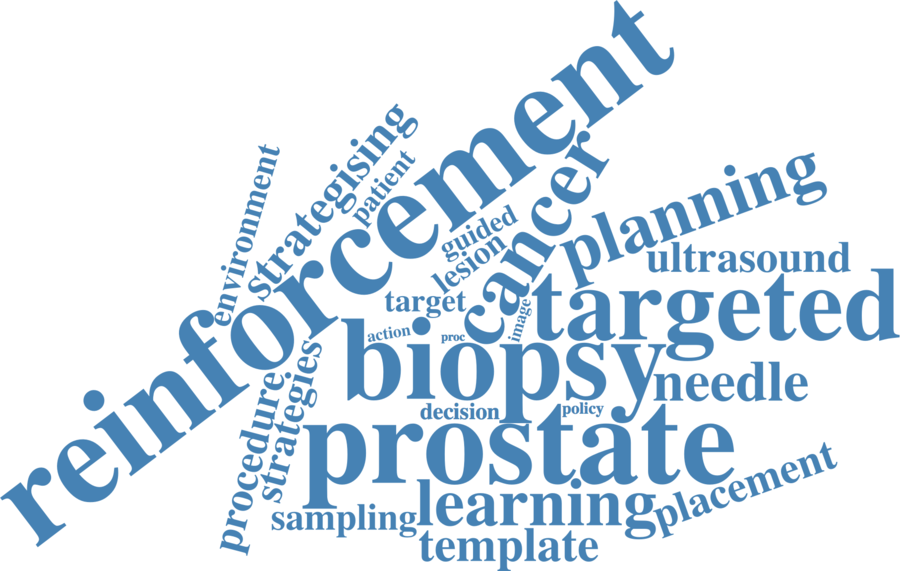 reinforcement
environment
strategising
patient
guided
lesion
cancer
planning
ultrasound
target
image
targeted
action
proc
biopsy
needle
decision
policy
procedure
strategies
prostate
placement
sampling
learning
template